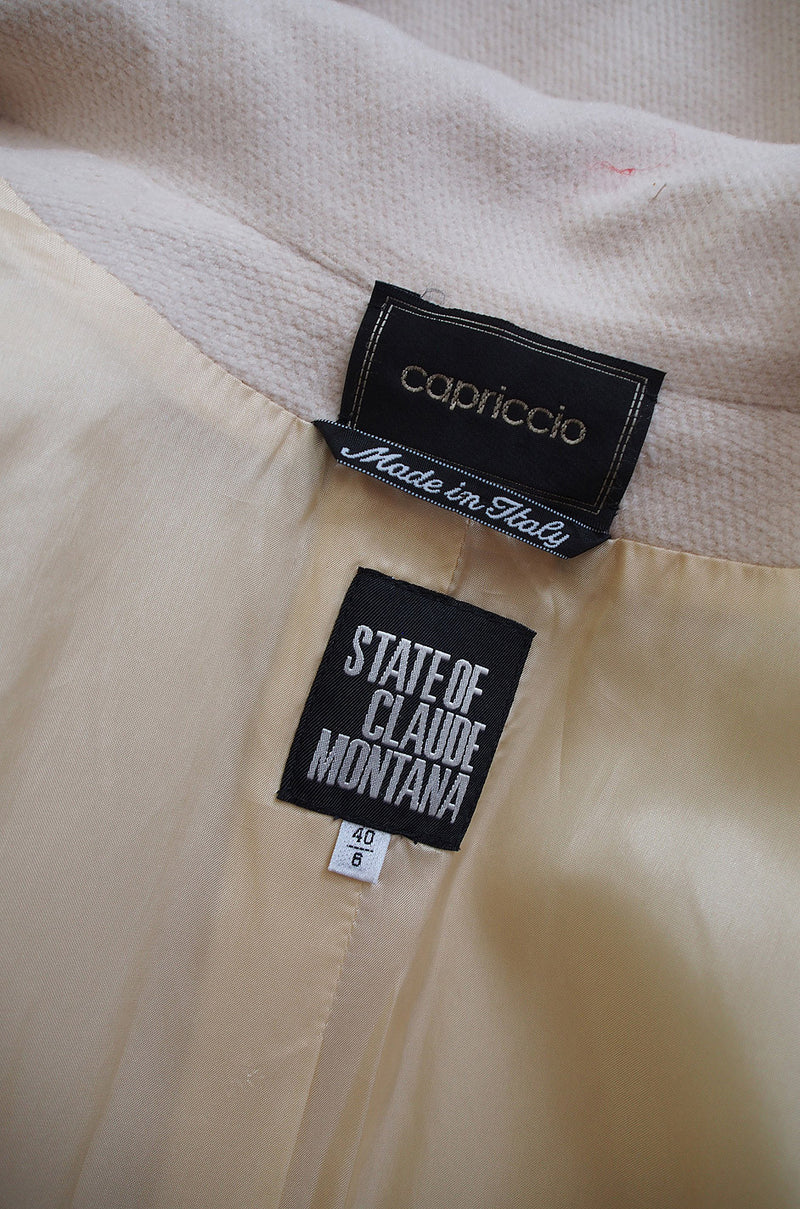 capriccio
Made in Italy
STATE OF
CLAUDE
MONTANA
40
6